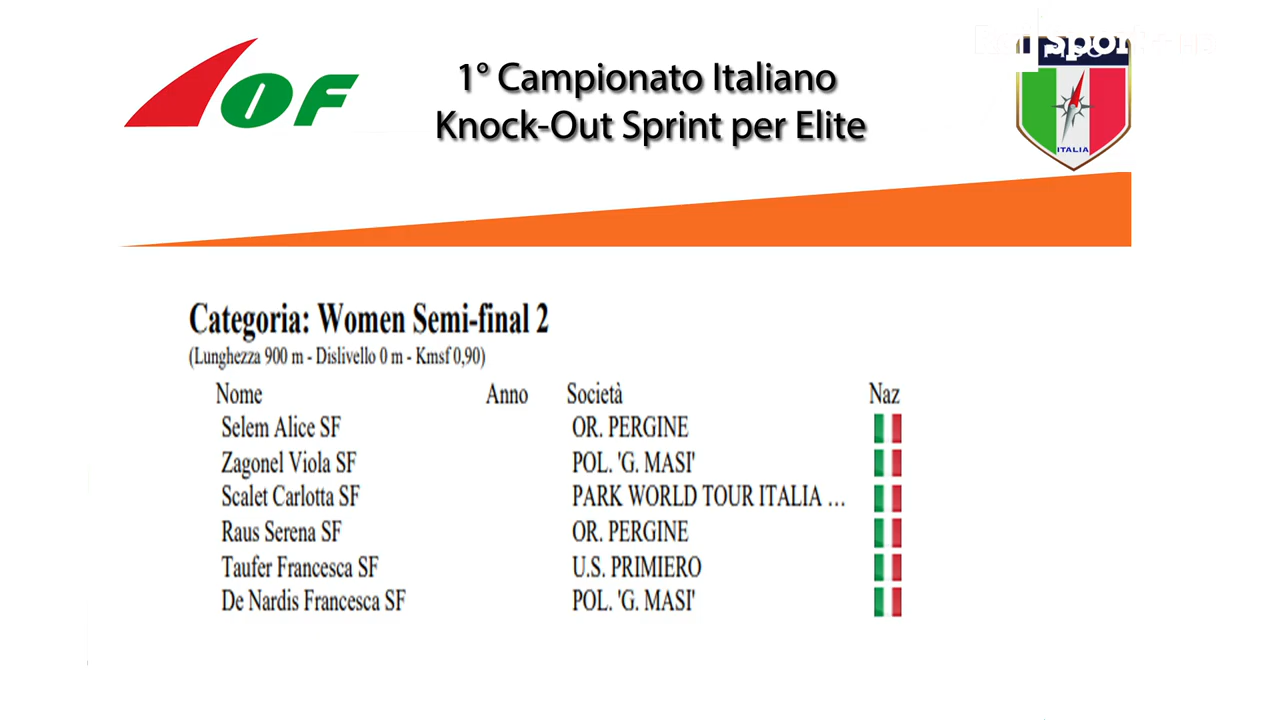 IOF
1° Campionato Italiano
Knock-Out Sprint per Elite
Rai Sport
ITALIA
Categoria: Women Semi-final 2
(Lunghezza 900 m - Dislivello 0 m - Kmsf 0,90)
Nome Anno Società Naz
Selem Alice SF OR. PERGINE
Zagonel Viola SF POL. 'G. MASI'
Scalet Carlotta SF PARK WORLD TOUR ITALIA …
Raus Serena SF OR. PERGINE
Taufer Francesca SF U.S. PRIMIERO
De Nardis Francesca SF POL. 'G. MASI'